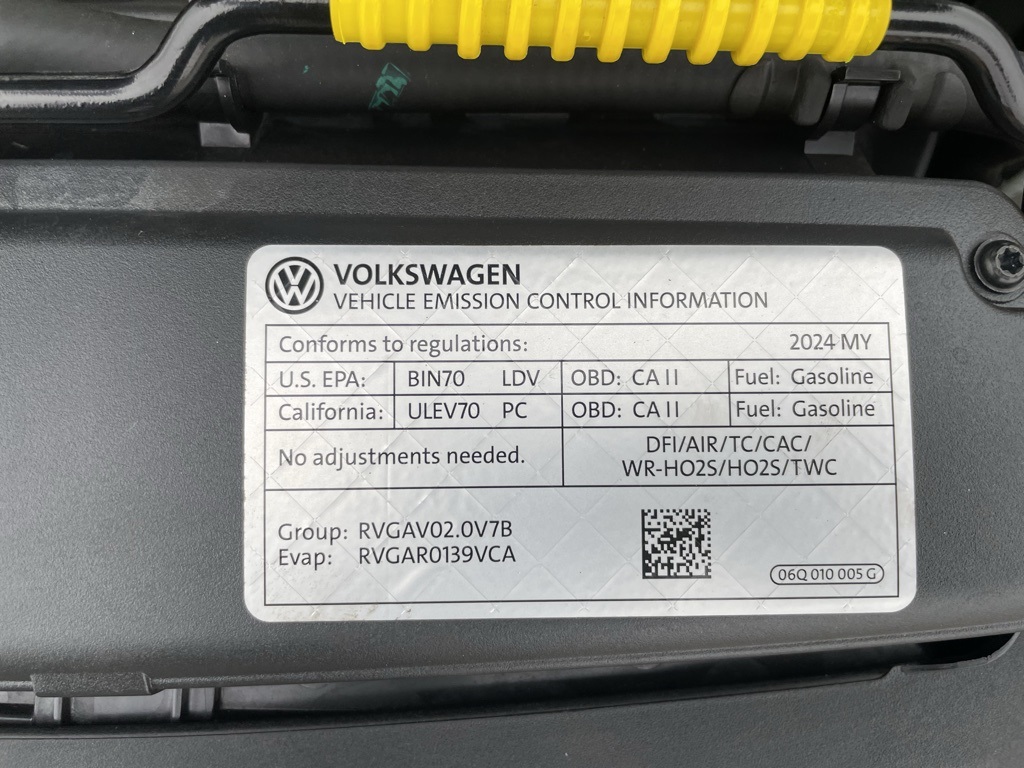 VOLKSWAGEN
VEHICLE EMISSION CONTROL INFORMATION
Conforms to regulations: 2024 MY
U.S. EPA: BIN70 LDV OBD: CA II Fuel: Gasoline
California: ULEV70 PC OBD: CA II Fuel: Gasoline
No adjustments needed.
DFI/AIR/TC/CAC/
WR-HO2S/HO2S/TWC
Group: RVGAV02.0V7B
Evap: RVGAR0139VCA
06Q 010 005 G